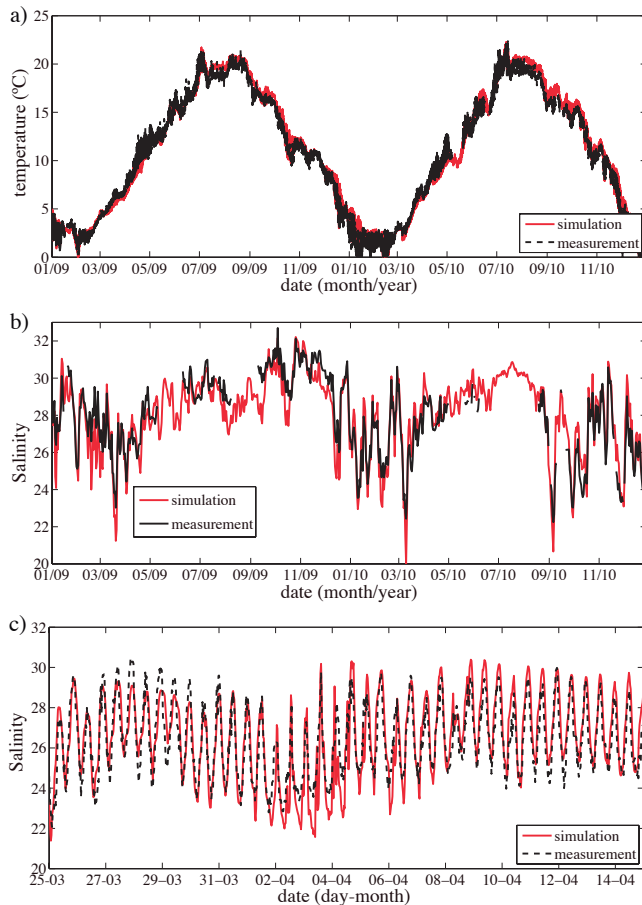 a)
25
20
15
10
5
0
temperature (ºC)
simulation
measurement
01/09 03/09 05/09 07/09 09/09 11/09 01/10 03/10 07/10 09/10 11/10
date (month/year)
b)
32
30
28
26
24
22
20
Salinity
simulation
measurement
01/09 03/09 05/09 07/09 09/09 11/09 01/10 03/10 05/10 07/10 09/10 11/10
date (month/year)
c)
32
30
28
26
24
22
20
Salinity
simulation
measurement
25-03 27-03 29-03 31-03 02-04 04-04 06-04 08-04 10-04 12-04 14-04
date (day-month)